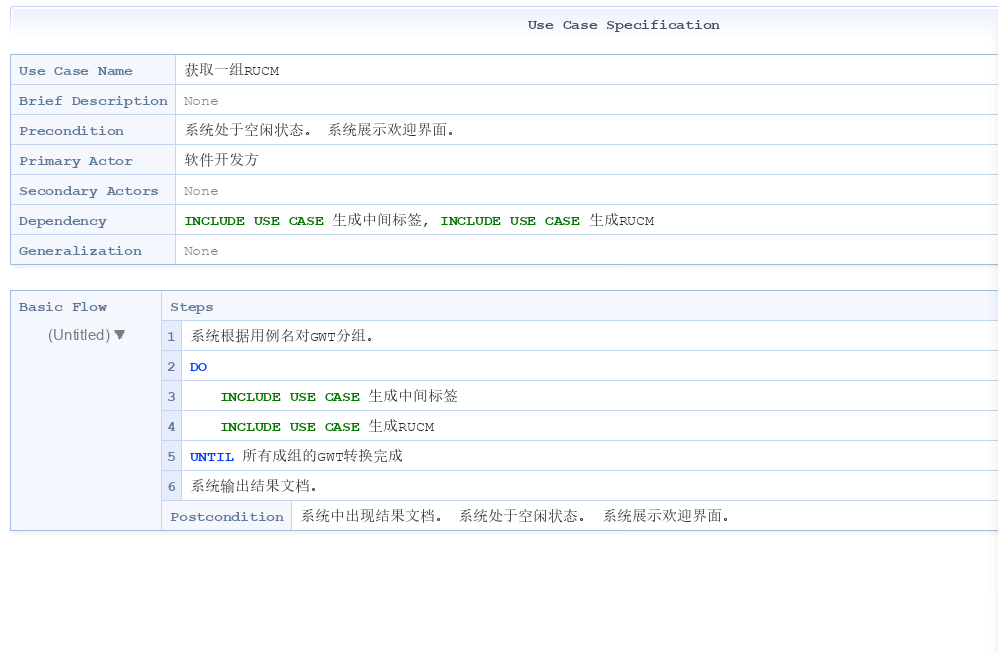 Use Case Specification
Use Case Name 获取一组RUCM
Brief Description None
Precondition 系统处于空闲状态。 系统展示欢迎界面。
Primary Actor 软件开发方
Secondary Actors None
Dependency INCLUDE USE CASE 生成中间标签, INCLUDE USE CASE 生成RUCM
Generalization None
Basic Flow Steps
(Untitled) ▼
1 系统根据用例名对GWT分组。
2 DO
3 INCLUDE USE CASE 生成中间标签
4 INCLUDE USE CASE 生成RUCM
5 UNTIL 所有成组的GWT转换完成
6 系统输出结果文档。
Postcondition 系统中出现结果文档。 系统处于空闲状态。 系统展示欢迎界面。